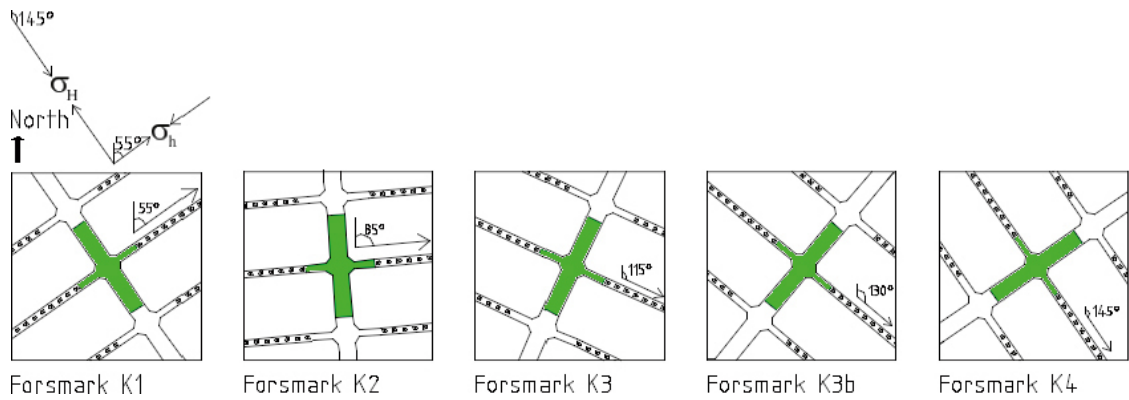 145°
σH
North
55°
σh
55°
85°
115°
130°
145°
Forsmark K1
Forsmark K2
Forsmark K3
Forsmark K3b
Forsmark K4